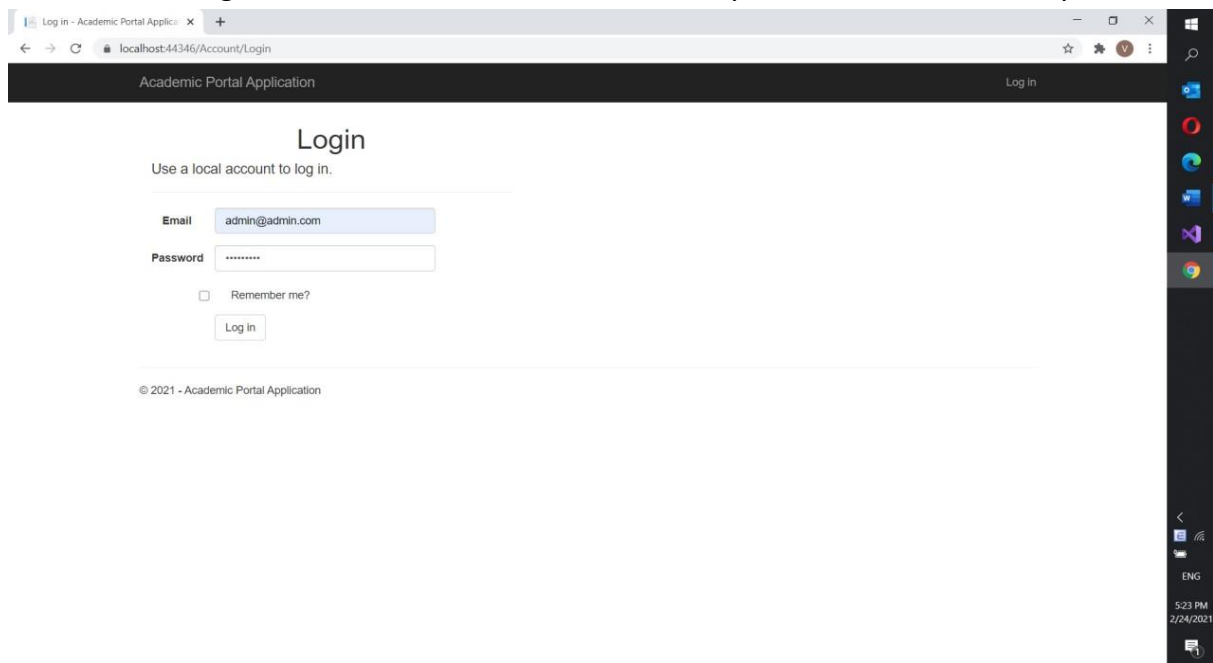 Log in - Academic Portal Applica
localhost:44346/Account/Login
V
Academic Portal Application
Log in
Login
Use a local account to log in.
Email
admin@admin.com
Password
•••••••••
Remember me?
Log in
© 2021 - Academic Portal Application
ENG
5:23 PM
2/24/2021
1